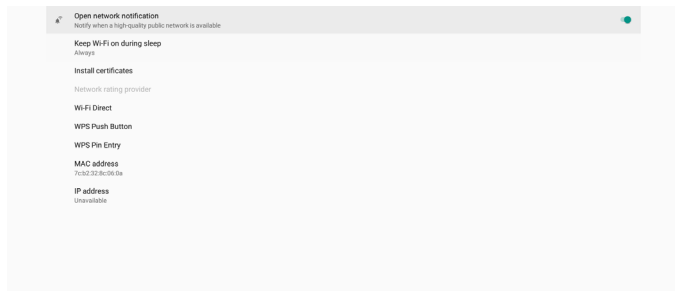 Open network notification
Notify when a high-quality public network is available
Keep Wi-Fi on during sleep
Always
Install certificates
Network rating provider
Wi-Fi Direct
WPS Push Button
WPS Pin Entry
MAC address
7c:b2:32:8c:06:0a
IP address
Unavailable